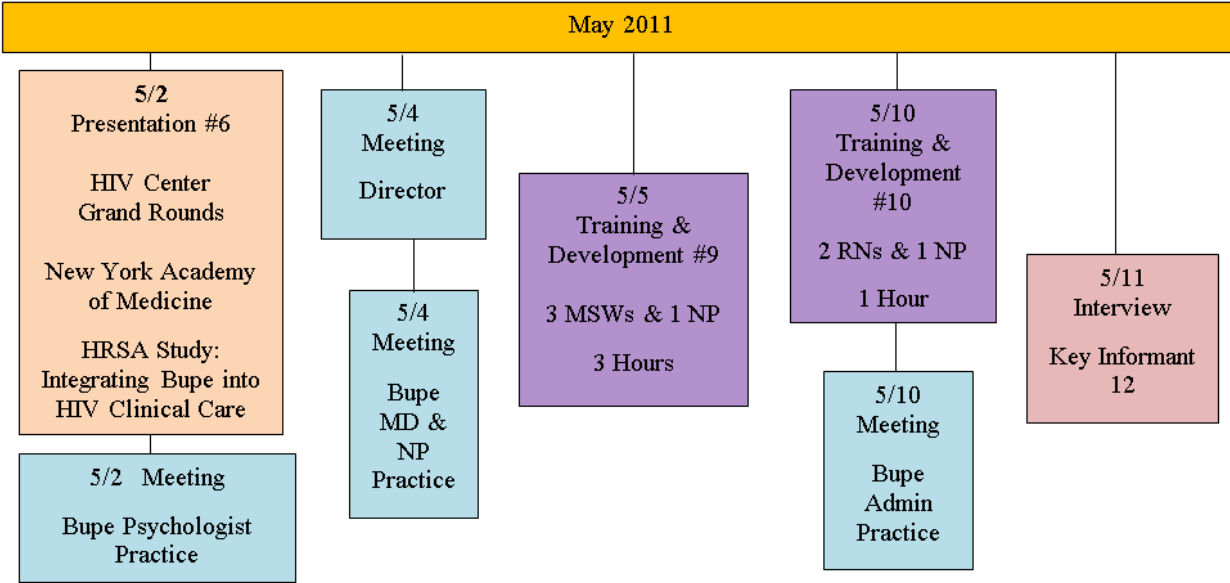 May 2011
5/2
Presentation #6
HIV Center
Grand Rounds
New York Academy
of Medicine
HRSA Study:
Integrating Bupe into
HIV Clinical Care
5/2 Meeting
Bupe Psychologist
Practice
5/4
Meeting
Director
5/4
Meeting
Bupe
MD &
NP
Practice
5/5
Training &
Development #9
3 MSWs & 1 NP
3 Hours
5/10
Training &
Development
#10
2 RNs & 1 NP
1 Hour
5/10
Meeting
Bupe
Admin
Practice
5/11
Interview
Key Informant
12